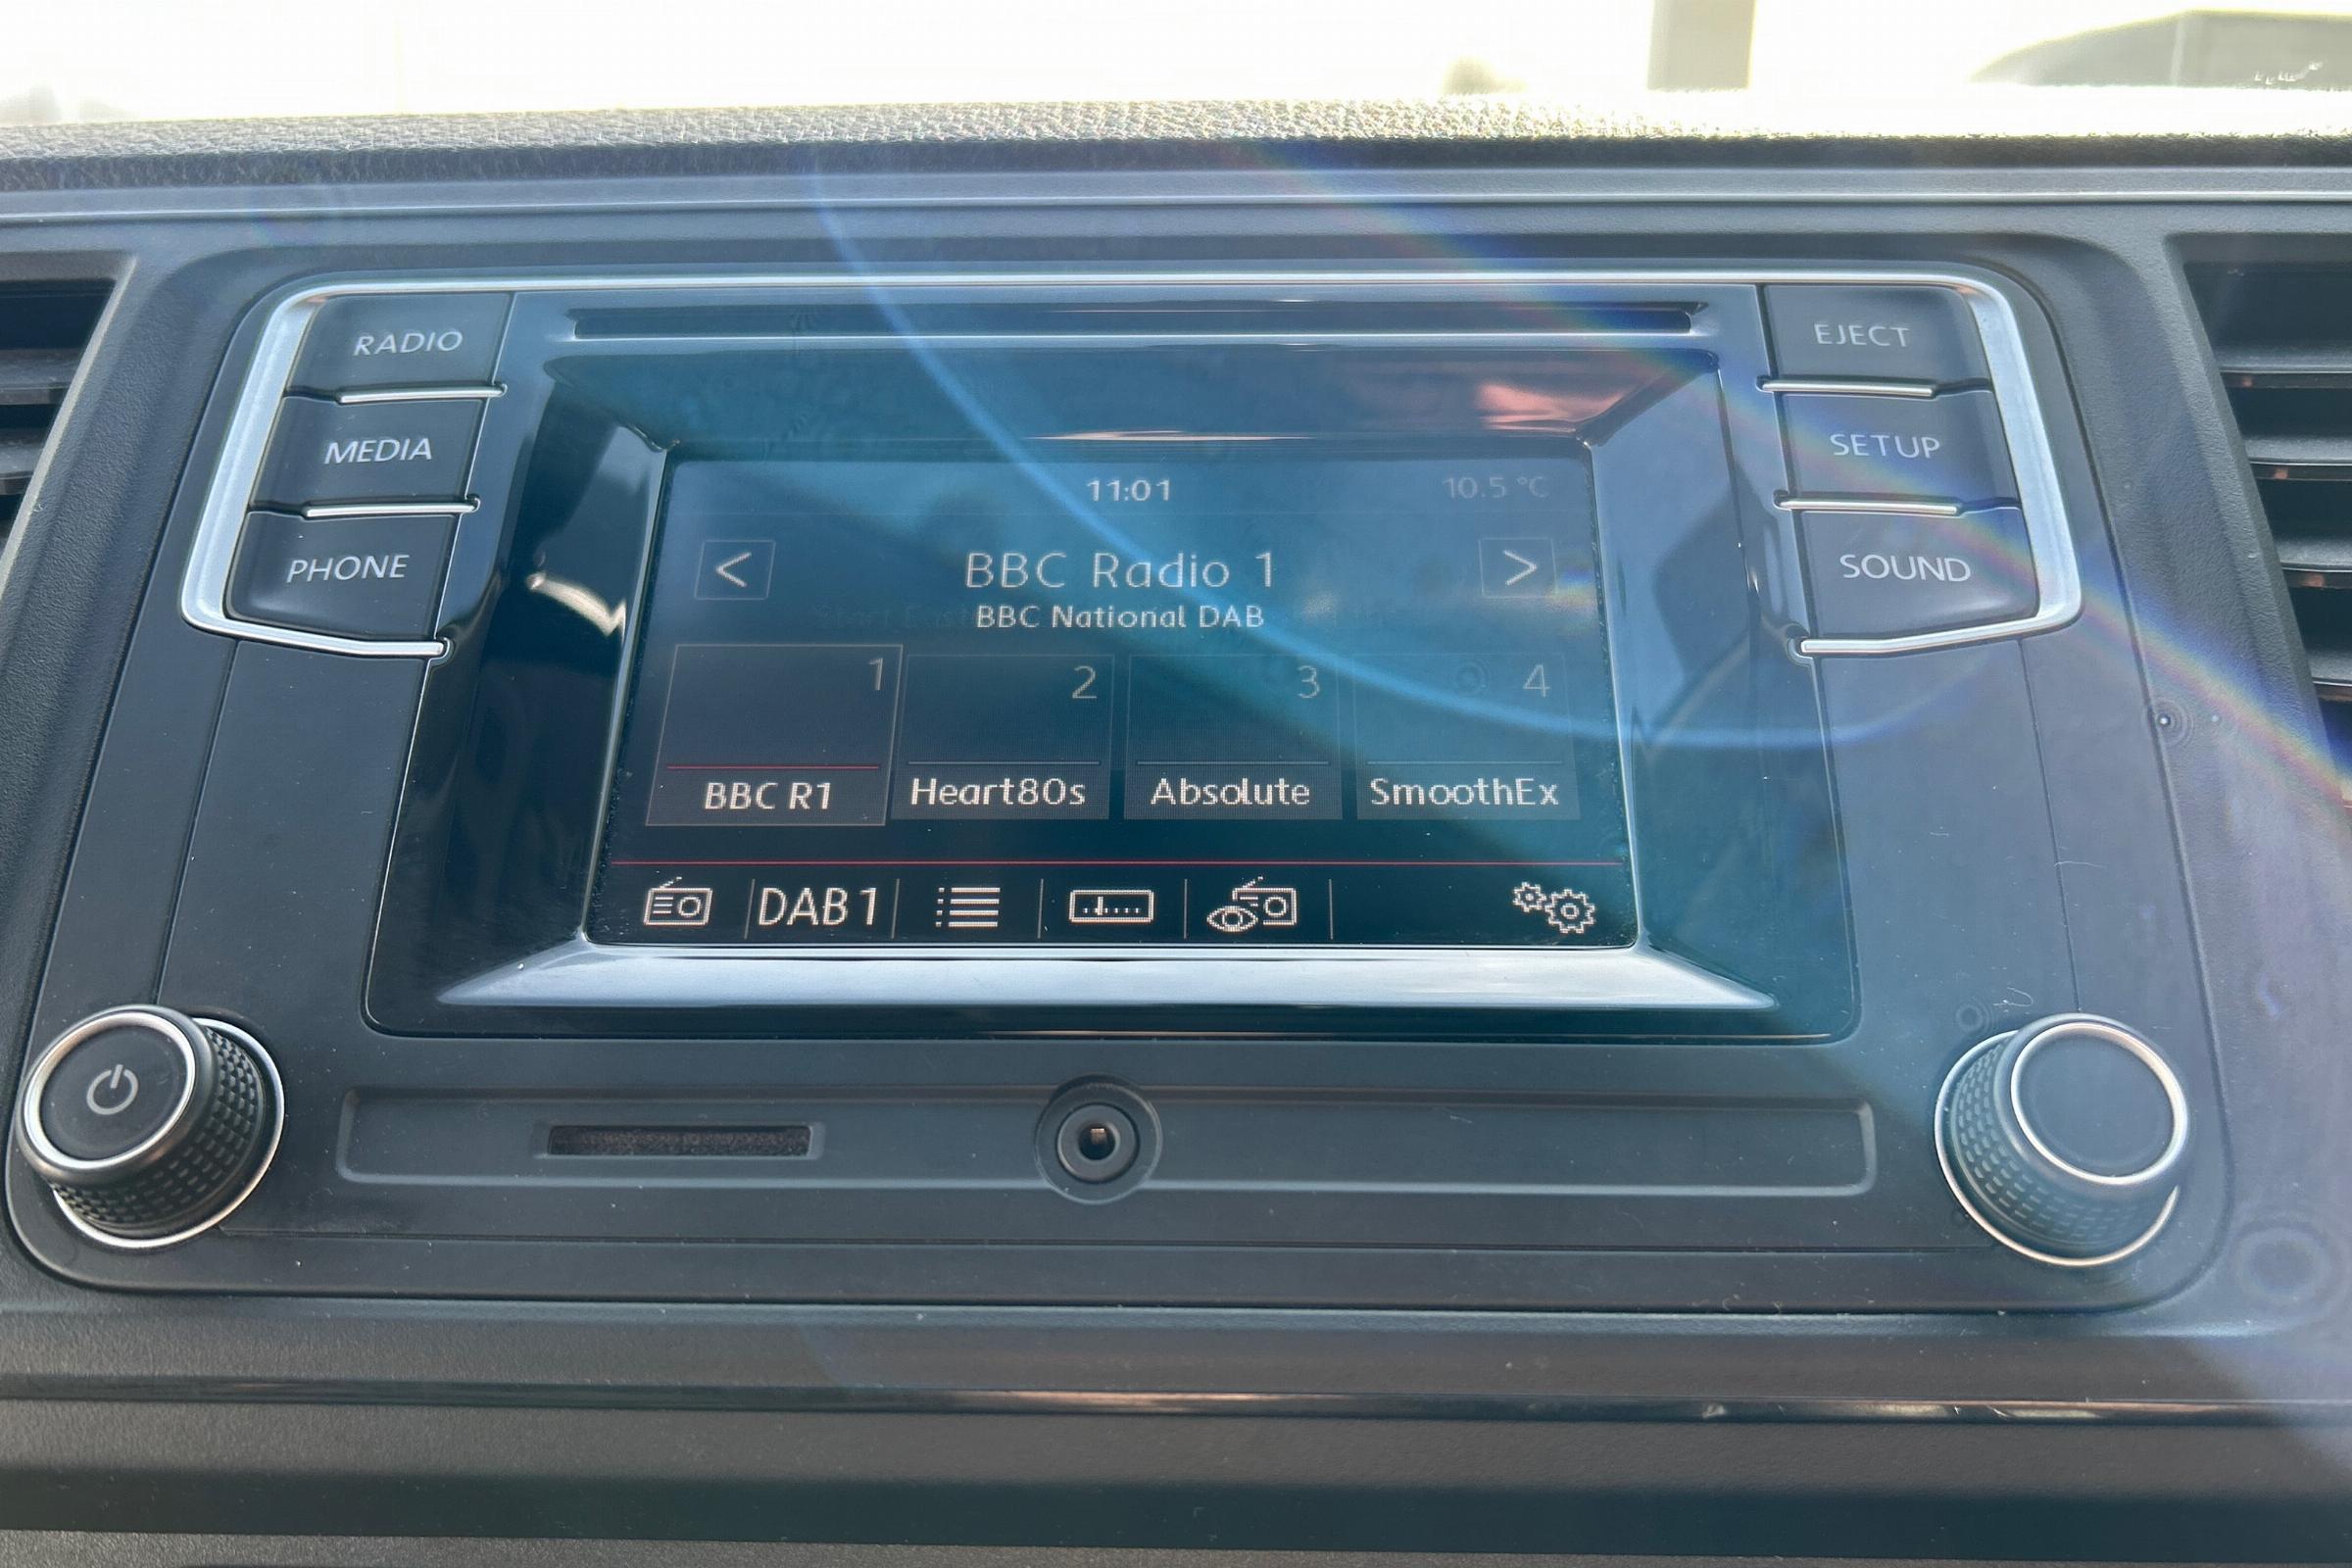 RADIO
MEDIA
PHONE
EJECT
SETUP
SOUND
11:01
10.5 °C
< BBC Radio 1 >
BBC National DAB
1 2 3 4
BBC R1 Heart80s Absolute SmoothEx
DAB 1